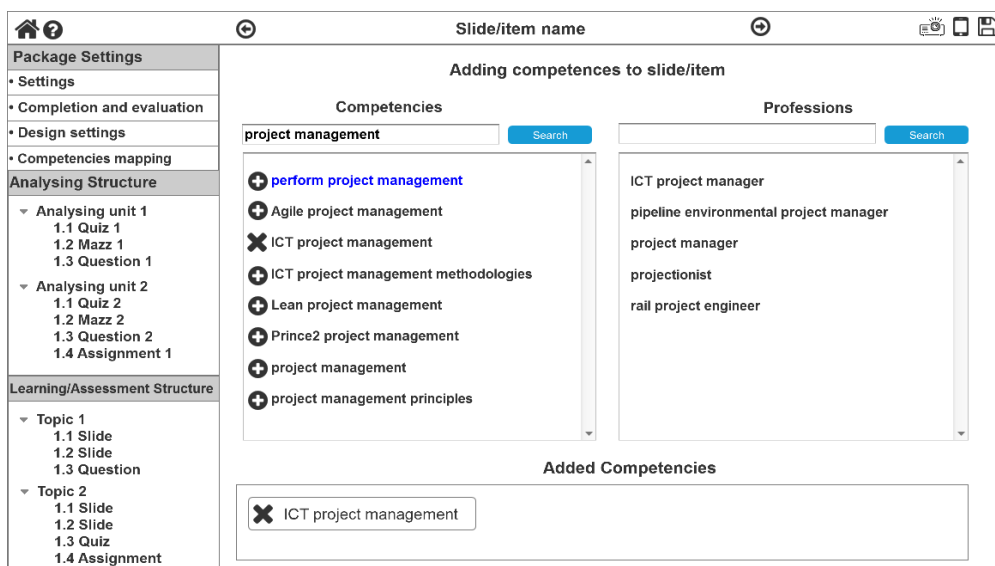 Slide/item name
Package Settings
• Settings
• Completion and evaluation
• Design settings
• Competencies mapping
Analysing Structure
Analysing unit 1
1.1 Quiz 1
1.2 Mazz 1
1.3 Question 1
Analysing unit 2
1.1 Quiz 2
1.2 Mazz 2
1.3 Question 2
1.4 Assignment 1
Learning/Assessment Structure
Topic 1
1.1 Slide
1.2 Slide
1.3 Question
Topic 2
1.1 Slide
1.2 Slide
1.3 Quiz
1.4 Assignment
Adding competences to slide/item
Competencies
project management
Search
perform project management
Agile project management
ICT project management
ICT project management methodologies
Lean project management
Prince2 project management
project management
project management principles
Professions
Search
ICT project manager
pipeline environmental project manager
project manager
projectionist
rail project engineer
Added Competencies
ICT project management